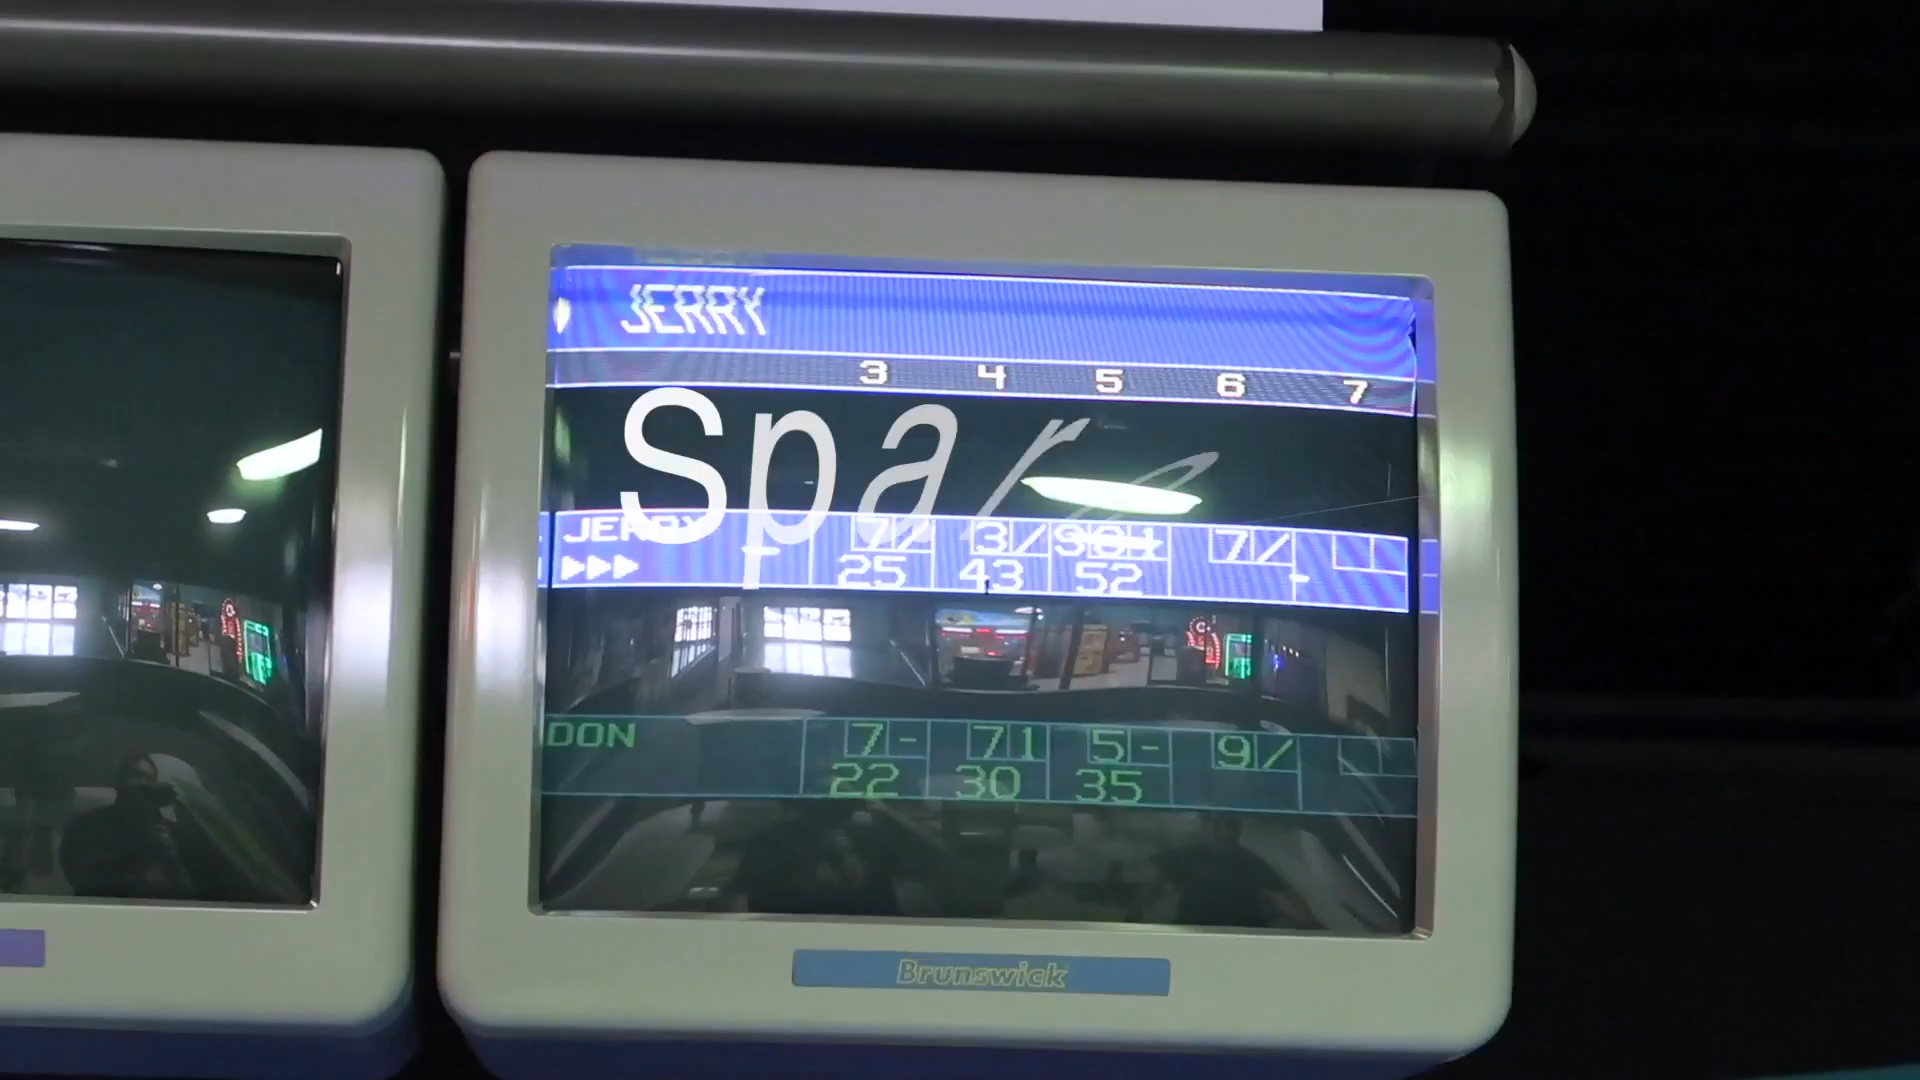 JERRY
3 4 5 6 7
Spare
JERRY 7/ 3/ 7/
25 43 52
DON 7- 71 5- 9/
22 30 35
Brunswick